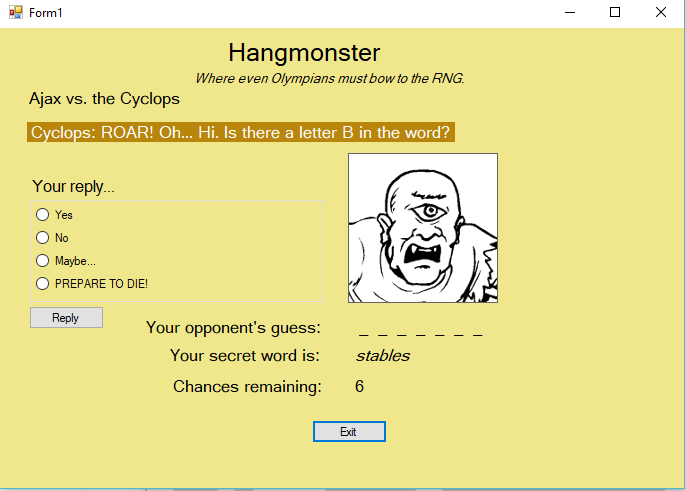 Form1
Hangmonster
Where even Olympians must bow to the RNG.
Ajax vs. the Cyclops
Cyclops: ROAR! Oh... Hi. Is there a letter B in the word?
Your reply...
Yes
No
Maybe...
PREPARE TO DIE!
Reply
Your opponent's guess: _ _ _ _ _ _ _
Your secret word is: stables
Chances remaining: 6
Exit